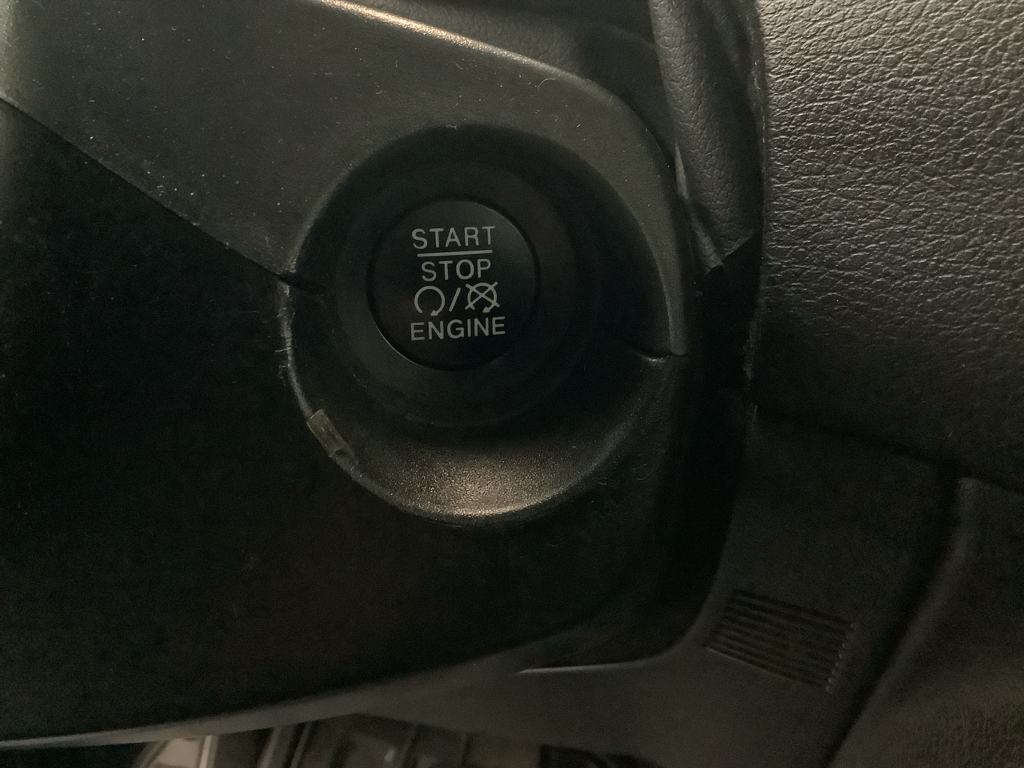 START
STOP
/
ENGINE